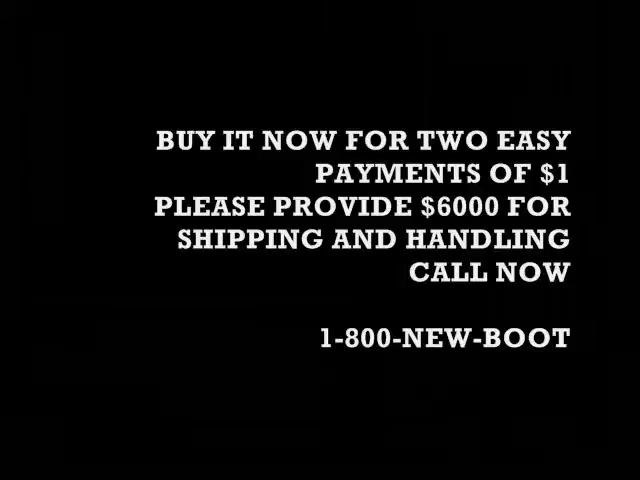 BUY IT NOW FOR TWO EASY
PAYMENTS OF $1
PLEASE PROVIDE $6000 FOR
SHIPPING AND HANDLING
CALL NOW
1-800-NEW-BOOT